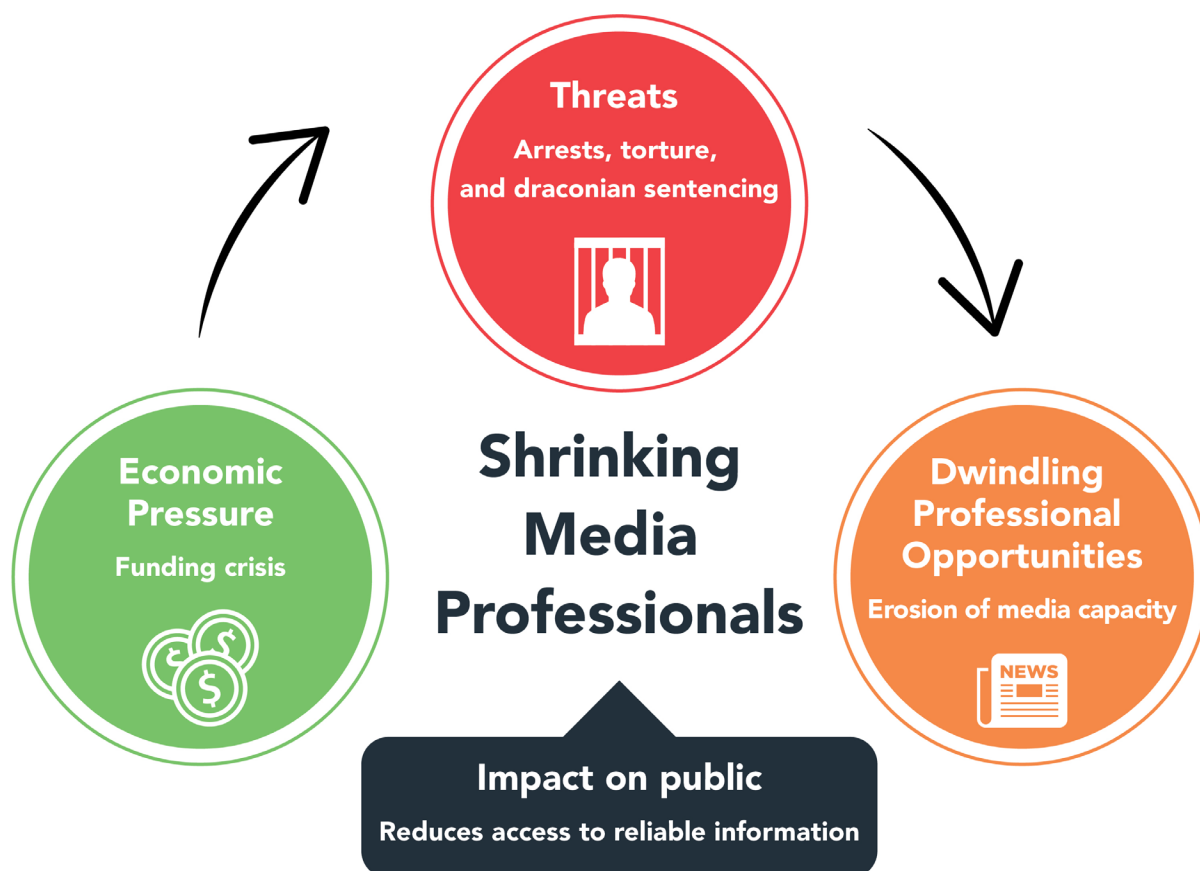 Threats
Arrests, torture,
and draconian sentencing
Economic
Pressure
Funding crisis
$
$
$
Shrinking
Media
Professionals
Dwindling
Professional
Opportunities
Erosion of media capacity
NEWS
Impact on public
Reduces access to reliable information